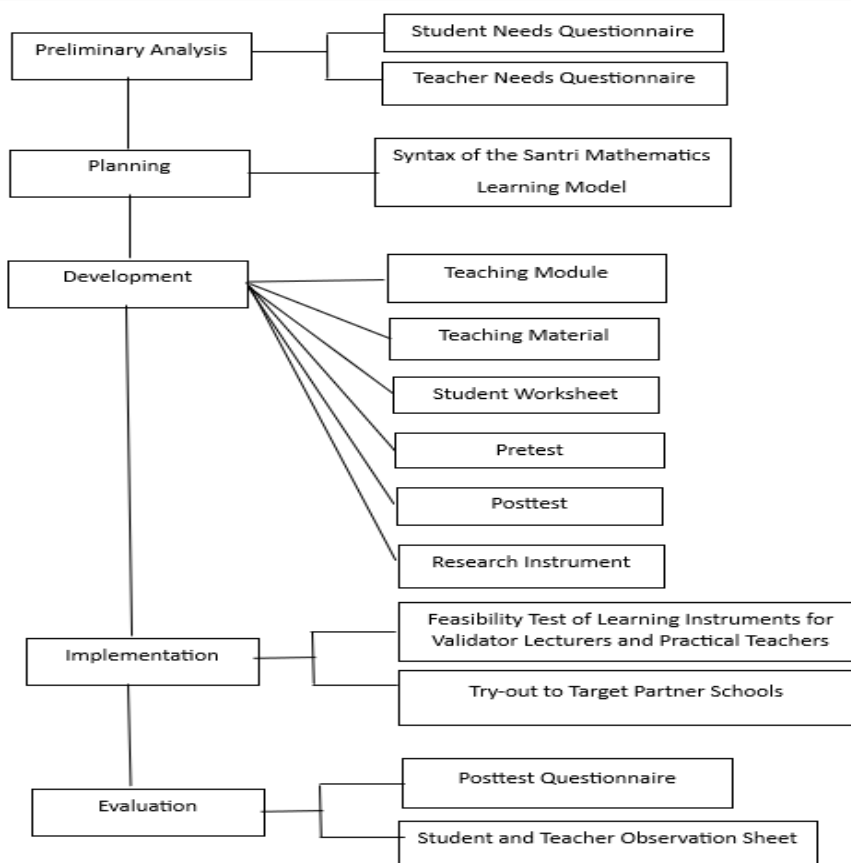 Preliminary Analysis
Student Needs Questionnaire
Teacher Needs Questionnaire
Planning
Syntax of the Santri Mathematics
Learning Model
Development
Teaching Module
Teaching Material
Student Worksheet
Pretest
Posttest
Research Instrument
Implementation
Feasibility Test of Learning Instruments for
Validator Lecturers and Practical Teachers
Try-out to Target Partner Schools
Evaluation
Posttest Questionnaire
Student and Teacher Observation Sheet